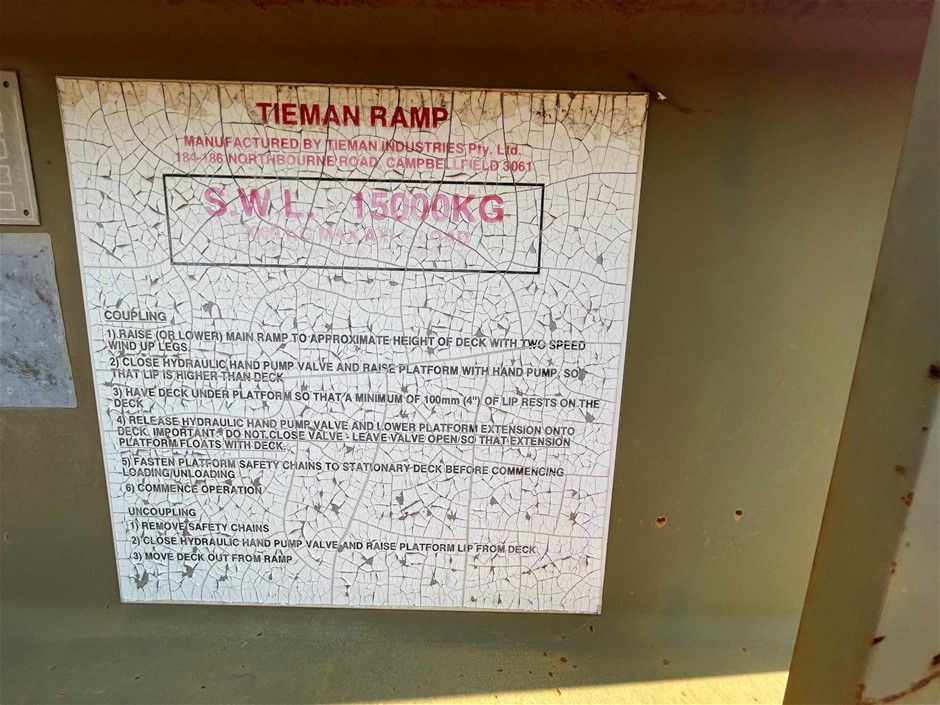 TIEMAN RAMP
MANUFACTURED BY TIEMAN INDUSTRIES Pty. Ltd.
184-186 NORTHBOURNE ROAD, CAMPBELLFIELD 3061
S.W.L. - 15000KG
MAX AXLE LOAD
COUPLING
1) RAISE (OR LOWER) MAIN RAMP TO APPROXIMATE HEIGHT OF DECK WITH TWO SPEED
WIND UP LEGS.
2) CLOSE HYDRAULIC HAND PUMP VALVE AND RAISE PLATFORM WITH HAND PUMP, SO
THAT LIP IS HIGHER THAN DECK
3) HAVE DECK UNDER PLATFORM SO THAT A MINIMUM OF 100mm (4") OF LIP RESTS ON THE
DECK
4) RELEASE HYDRAULIC HAND PUMP VALVE AND LOWER PLATFORM EXTENSION ONTO
DECK. IMPORTANT - DO NOT CLOSE VALVE - LEAVE VALVE OPEN SO THAT EXTENSION
PLATFORM FLOATS WITH DECK.
5) FASTEN PLATFORM SAFETY CHAINS TO STATIONARY DECK BEFORE COMMENCING
LOADING/UNLOADING
6) COMMENCE OPERATION
UNCOUPLING
1) REMOVE SAFETY CHAINS
2) CLOSE HYDRAULIC HAND PUMP VALVE AND RAISE PLATFORM LIP FROM DECK
3) MOVE DECK OUT FROM RAMP